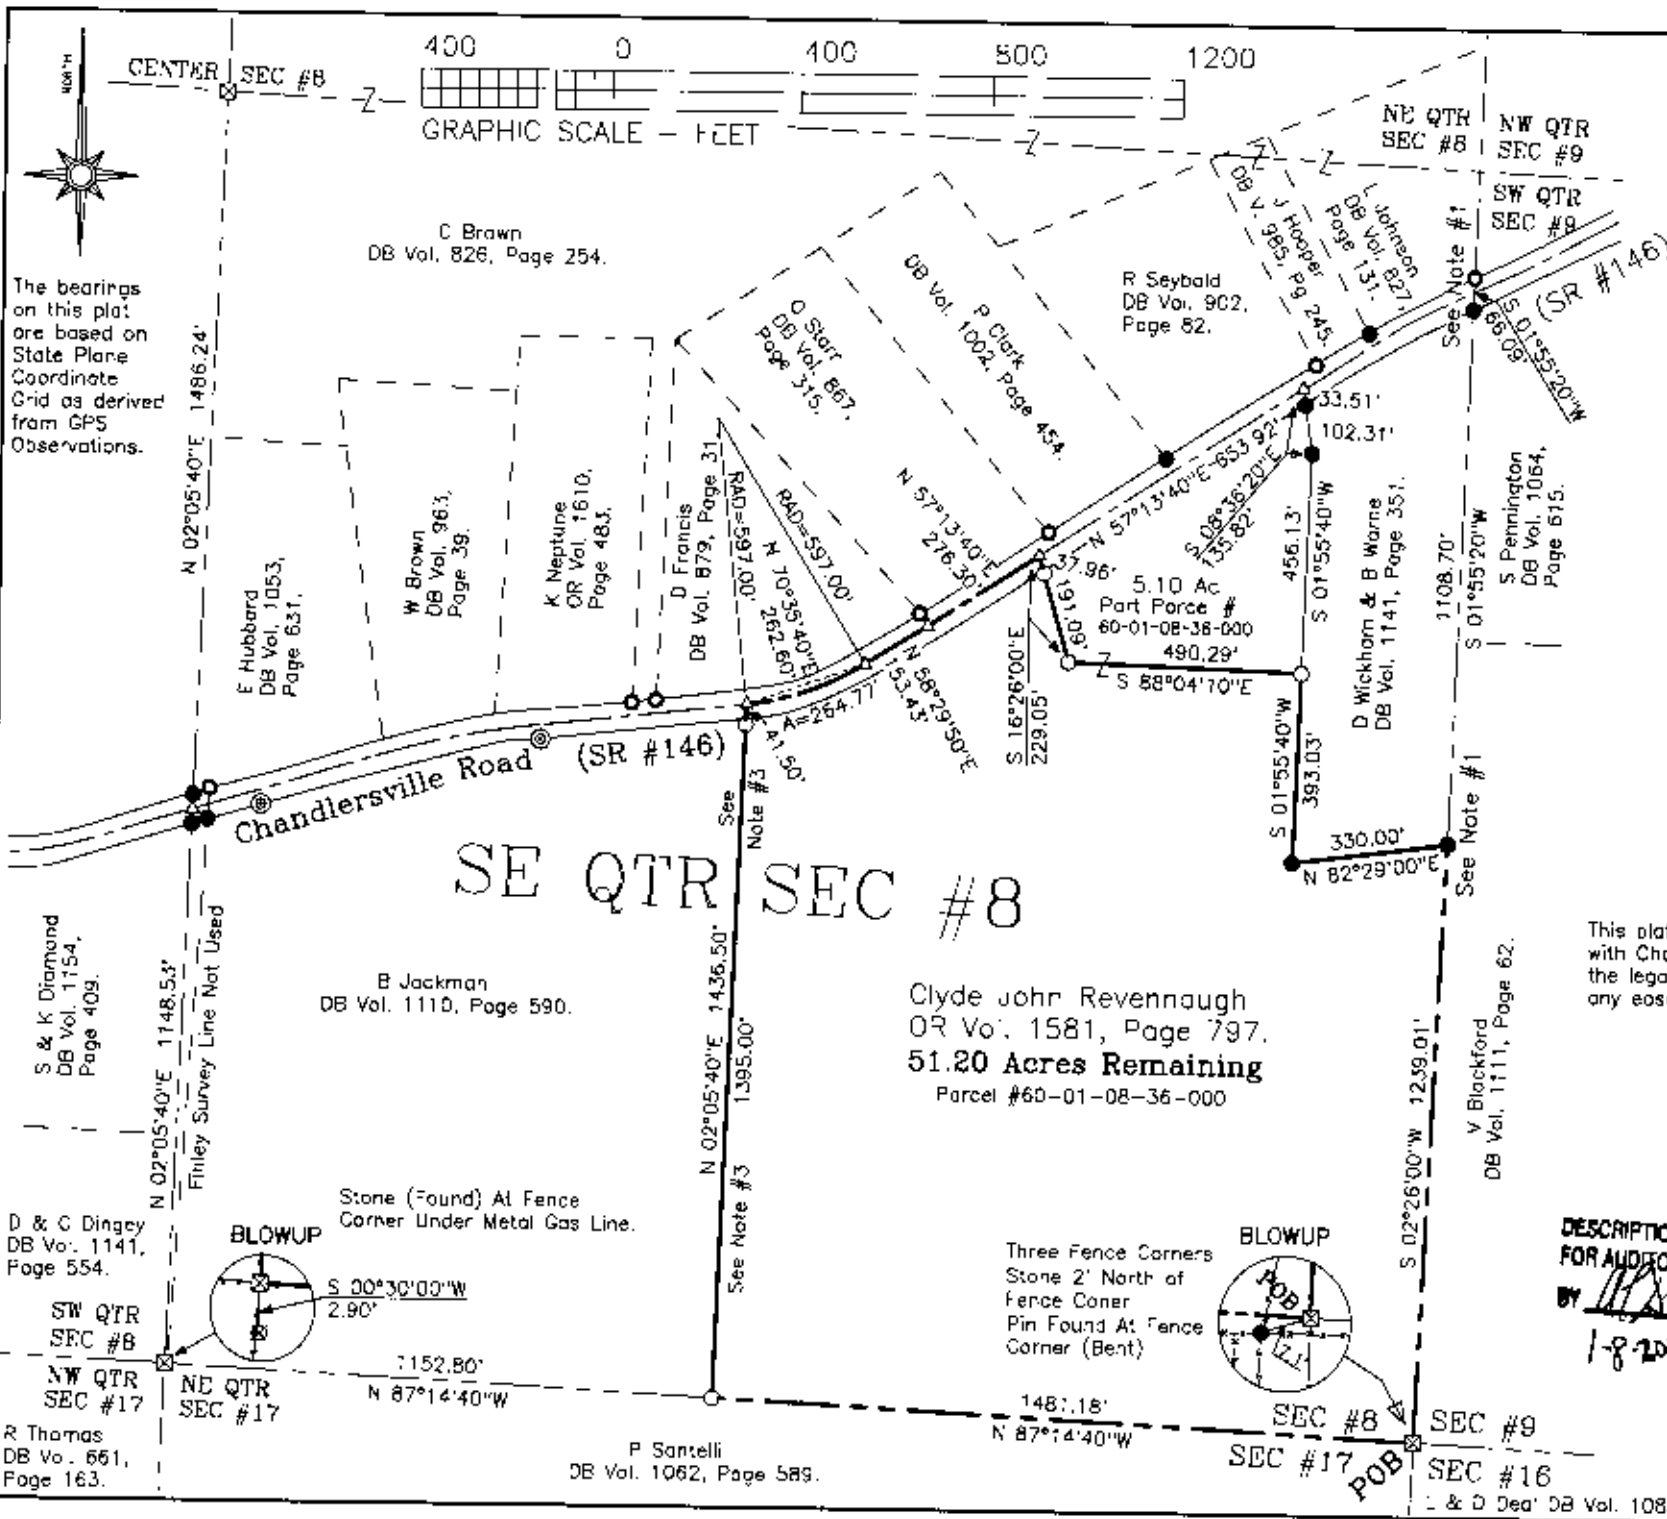 400 0 400 800 1200
GRAPHIC SCALE - FEET
NORTH
CENTER SEC #8
NE QTR
SEC #8
NW QTR
SEC #9
SW QTR
SEC #9
The bearings
on this plat
are based on
State Plane
Coordinate
Grid as derived
from GPS
Observations.
C Brown
DB Vol. 826, Page 254.
N 02°05'40"E 1486.24'
E Hubbard
DB Vol. 1053,
Page 631.
W Brown
DB Vol. 963,
Page 39.
K Neptune
OR Vol. 1610,
Page 483.
D Francis
DB Vol. 879, Page 31
O Starr
DB Vol. 867,
Page 315.
P Clark
DB Vol. 1002, Page 454.
R Seybold
DB Vol. 902,
Page 82.
J Hooper
DB V. 985, Pg 245.
L Johnson
DB Vol. 827,
Page 131.
See Note #1
(SR #146)
S 01°55'20"W
66.09'
RAD=597.00'
RAD=597.00'
N 70°35'40"E
262.60'
A=264.77'
N 58°29'50"E
53.43'
N 57°13'40"E
276.30'
N 57°13'40"E 653.92'
33.51'
102.31'
S 08°36'20"E
135.82'
37.96'
191.09'
S 16°26'00"E
229.05'
5.10 Ac
Part Parce #
60-01-08-36-000
490.29'
456.13'
S 01°55'40"W
D Wickham & B Warne
DB Vol. 1141, Page 351.
1108.70'
S 01°55'20"W
S Pennington
DB Vol. 1064,
Page 615.
S 01°55'40"W
393.03'
330.00'
N 82°29'00"E
See Note #1
Chandlersville Road (SR #146)
41.50'
See
Note #3
SE QTR SEC #8
S & K Diamond
DB Vol. 1154,
Page 409.
N 02°05'40"E 1148.53'
Finley Survey Line Not Used
B Jackman
DB Vol. 1110, Page 590.
N 02°05'40"E 1436.50'
1395.00'
See Note #3
Clyde John Revennaugh
OR Vol. 1581, Page 797.
51.20 Acres Remaining
Parcel #60-01-08-36-000
S 02°26'00"W 1239.01'
V Blackford
DB Vol. 1111, Page 62.
This plat
with
the lega
any
D & C Dingey
DB Vol. 1141,
Page 554.
BLOWUP
S 00°30'00"W
2.90'
Stone (Found) At Fence
Corner Under Metal Gas Line.
Three Fence Corners
Stone 2' North of
Fence Coner
Pin Found At Fence
Corner (Bent)
BLOWUP
POB
2.1'
DESCRIPTIO
FOR AUDITO
BY
1-8-20
SW QTR
SEC #8
NW QTR
SEC #17
NE QTR
SEC #17
1152.80'
N 87°14'40"W
1481.18'
N 87°14'40"W
SEC #8
SEC #9
SEC #17
SEC #16
POB
R Thomas
DB Vol. 661,
Page 163.
P Santelli
DB Vol. 1062, Page 589.
L & D Deal DB Vol. 108